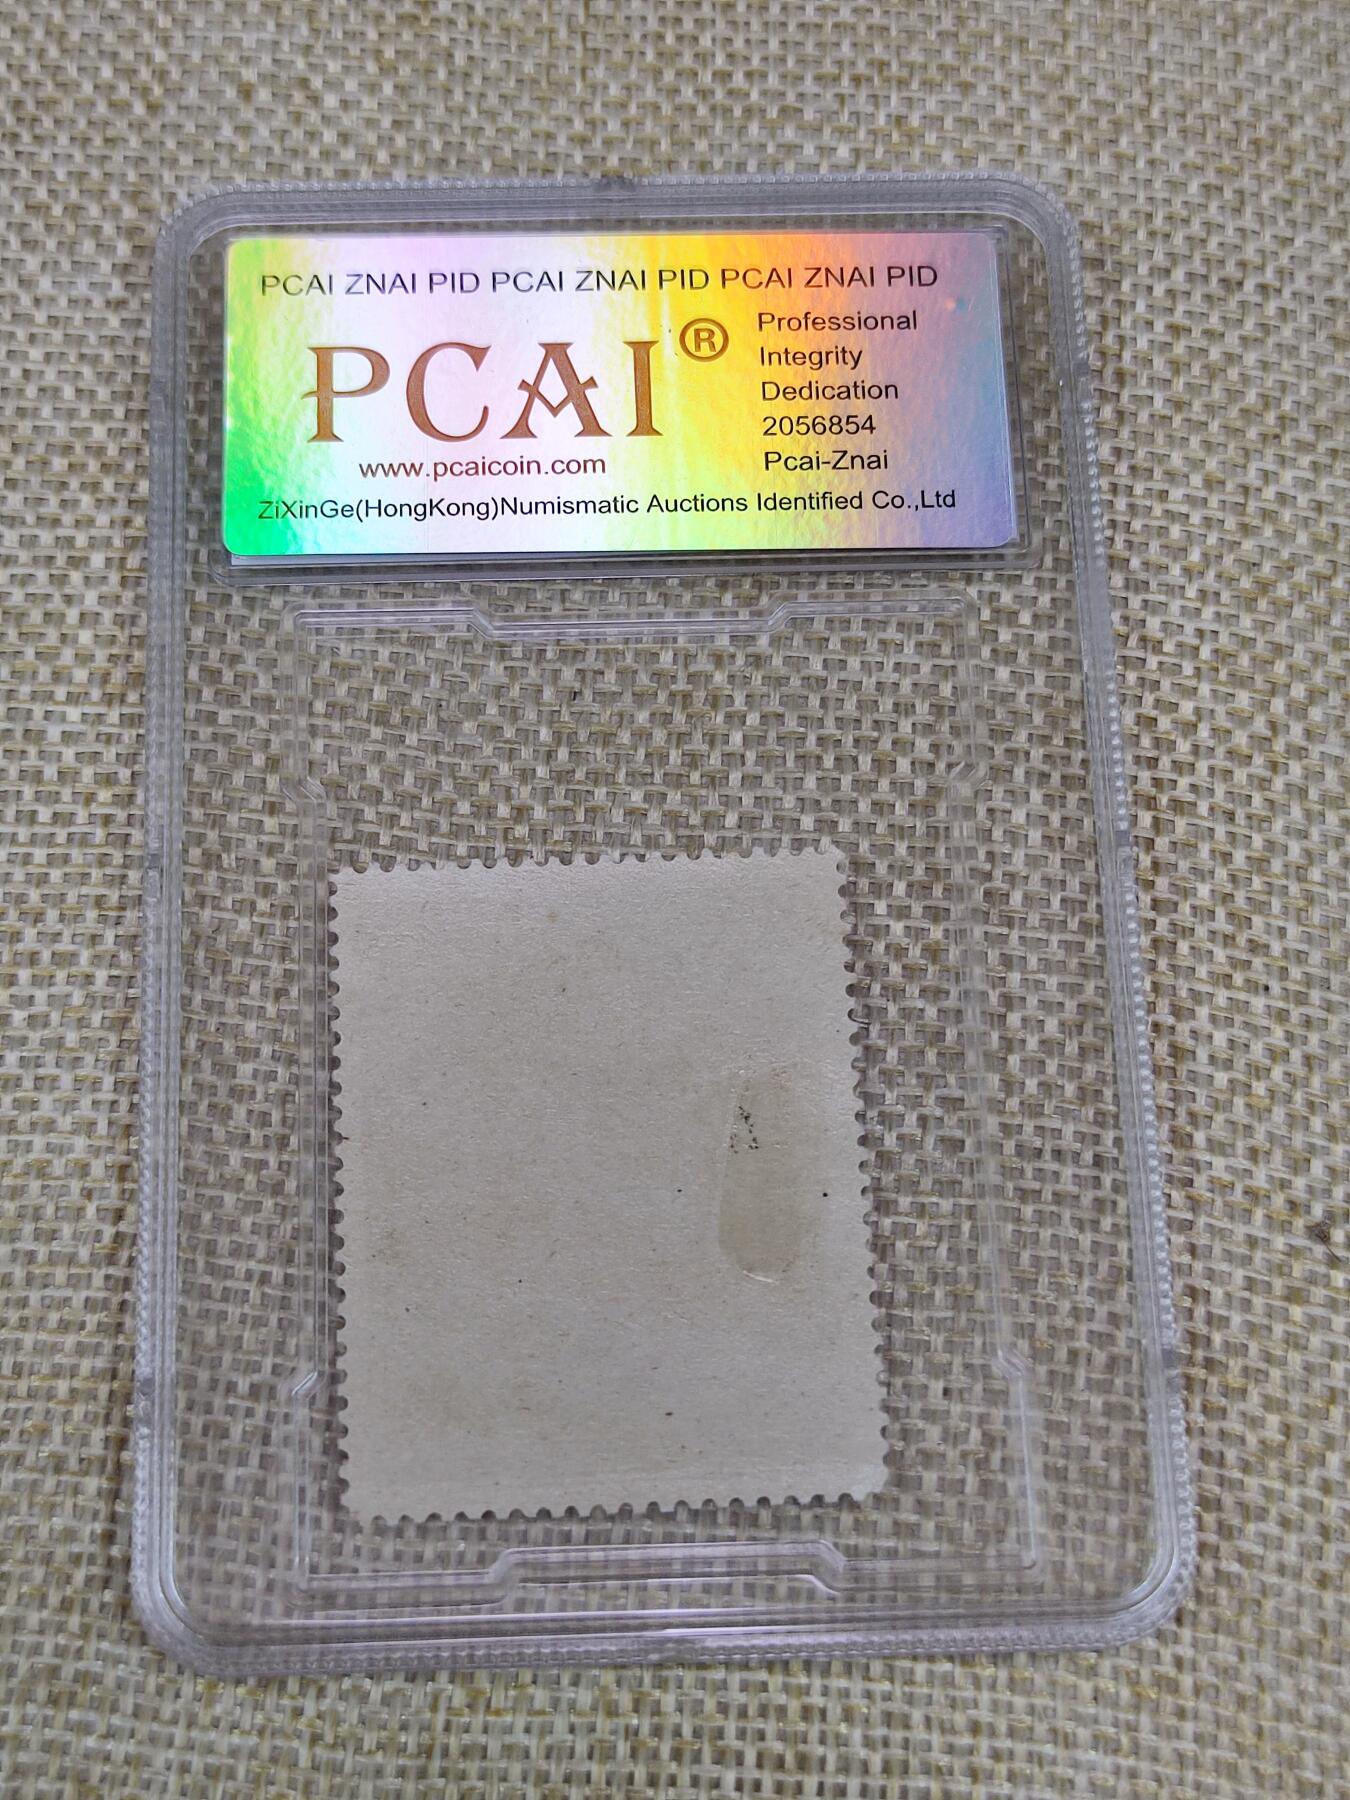 PCAI ZNAI PID PCAI ZNAI PID PCAI ZNAI PID
PCAI®
www.pcaicoin.com
Professional
Integrity
Dedication
2056854
Pcai-Znai
ZiXinGe(HongKong)Numismatic Auctions Identified Co.,Ltd